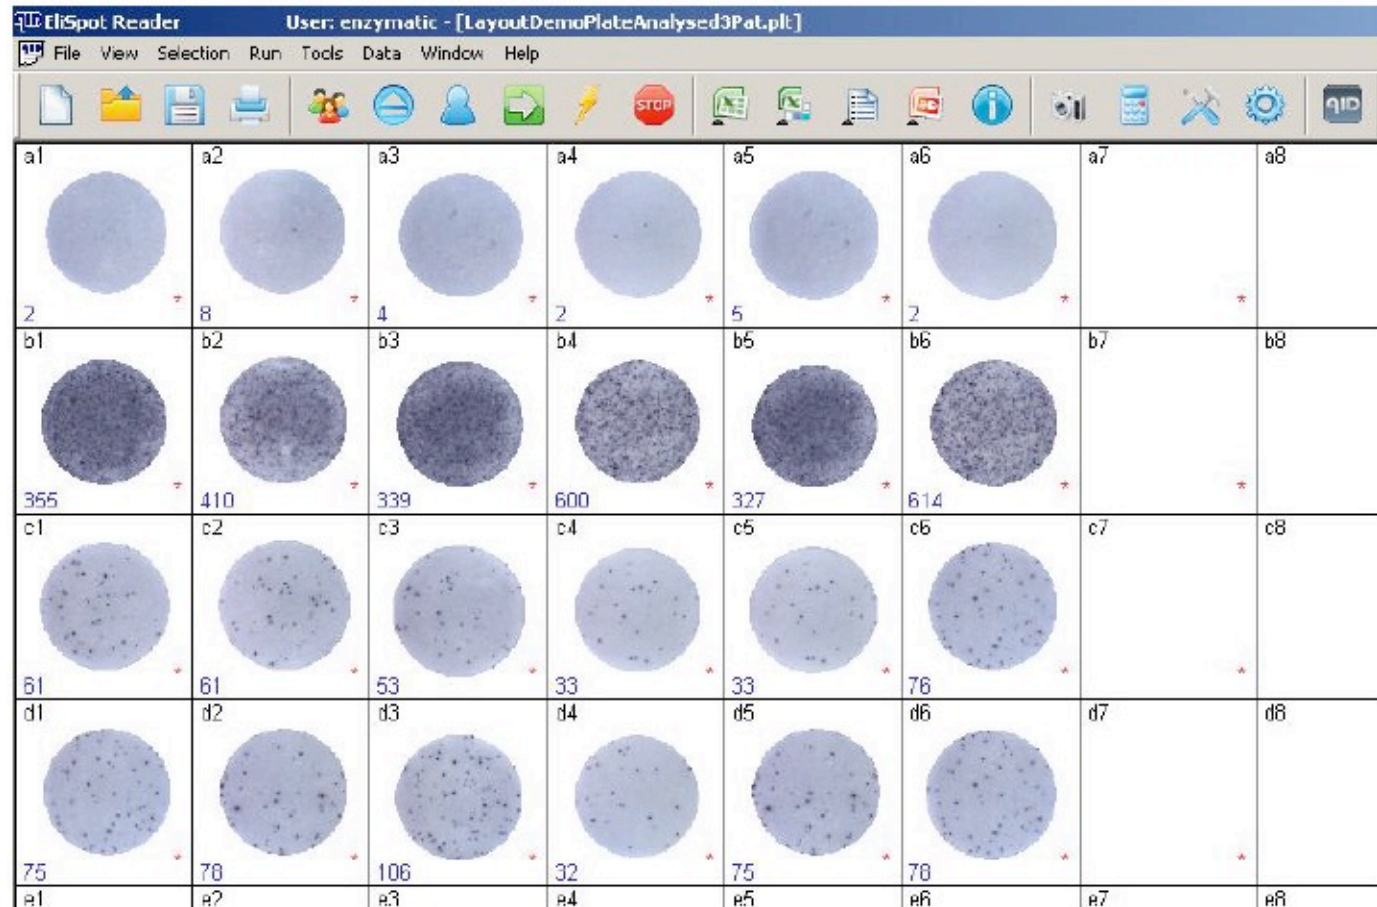 EliSpot Reader User: enzymatic - [LayoutDemoPlateAnalysed3Pat.plt]
File View Selection Run Tools Data Window Help
STOP
a1 a2 a3 a4 a5 a6 a7 a8
* * * * * * *
2 8 4 2 5 2
b1 b2 b3 b4 b5 b6 b7 b8
* * * * * * *
355 410 339 600 327 614
c1 c2 c3 c4 c5 c6 c7 c8
* * * * * * *
61 61 53 33 33 76
d1 d2 d3 d4 d5 d6 d7 d8
* * * * * * *
75 78 106 32 75 78
e1 e2 e3 e4 e5 e6 e7 e8